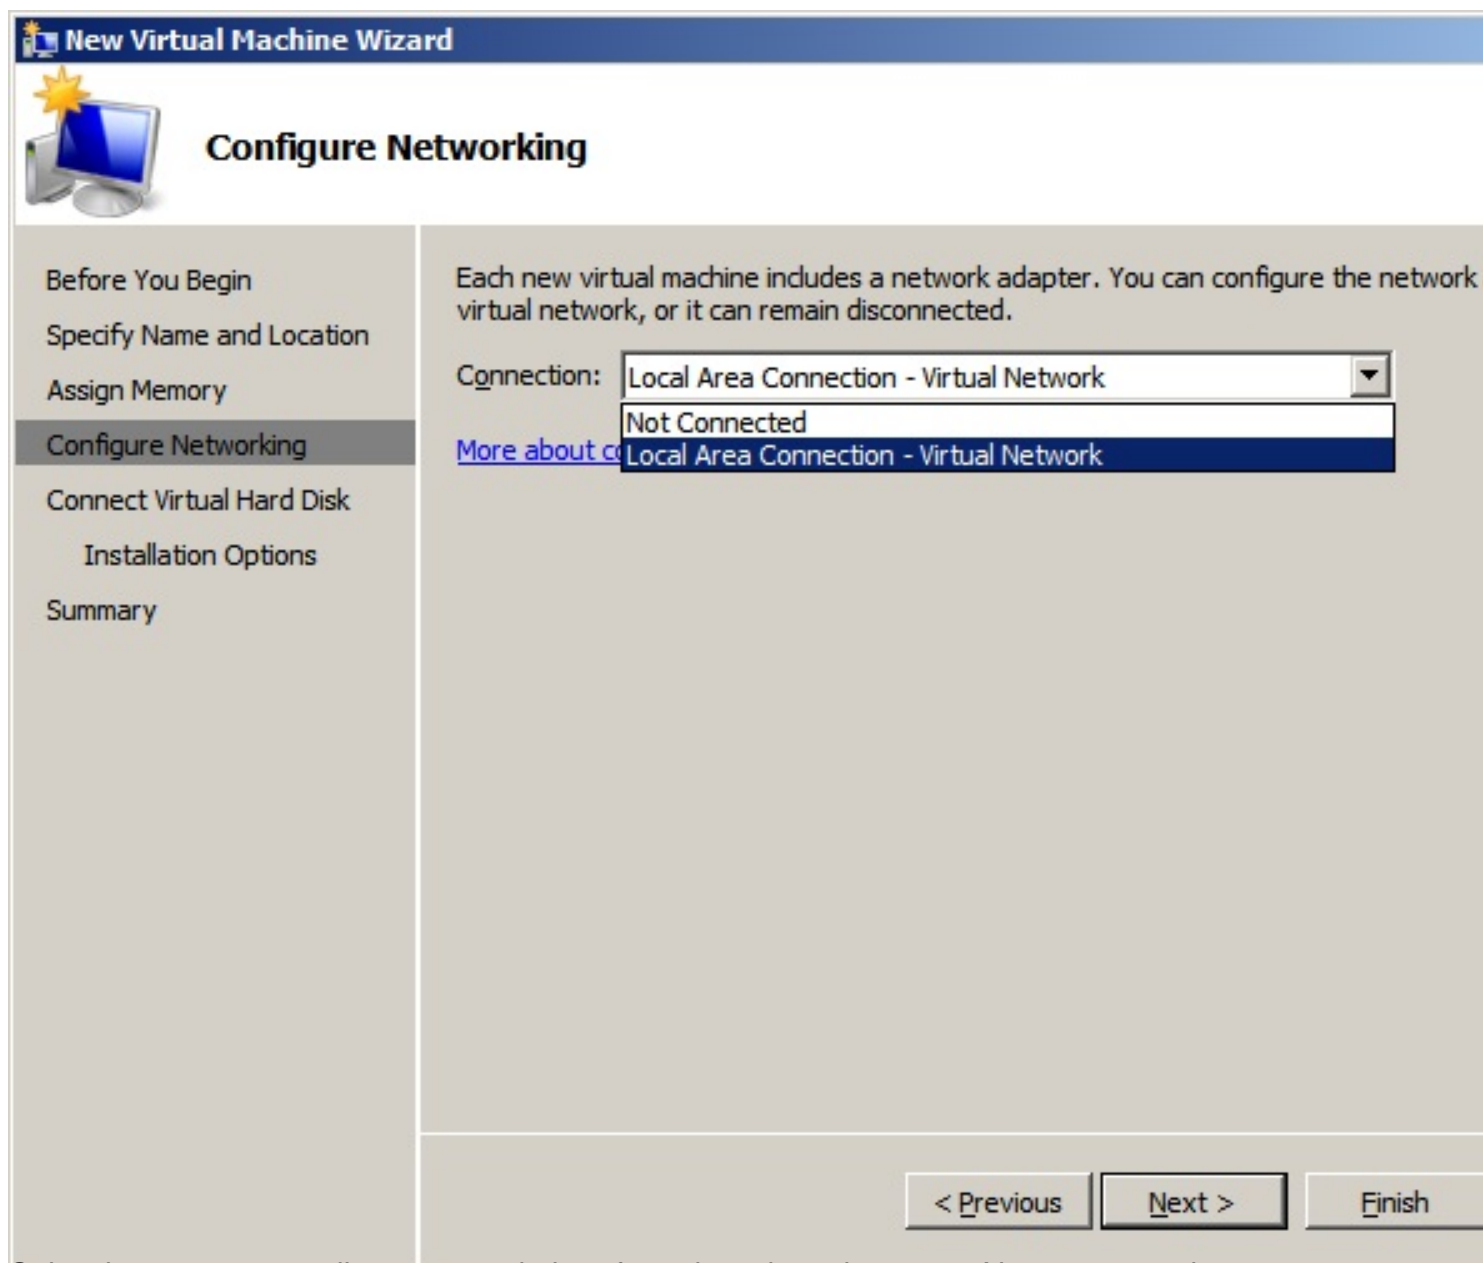 New Virtual Machine Wizard
Configure Networking
Before You Begin
Specify Name and Location
Assign Memory
Configure Networking
Connect Virtual Hard Disk
Installation Options
Summary
Each new virtual machine includes a network adapter. You can configure the network
virtual network, or it can remain disconnected.
Connection: Local Area Connection - Virtual Network
Not Connected
Local Area Connection - Virtual Network
More about
< Previous
Next >
Finish